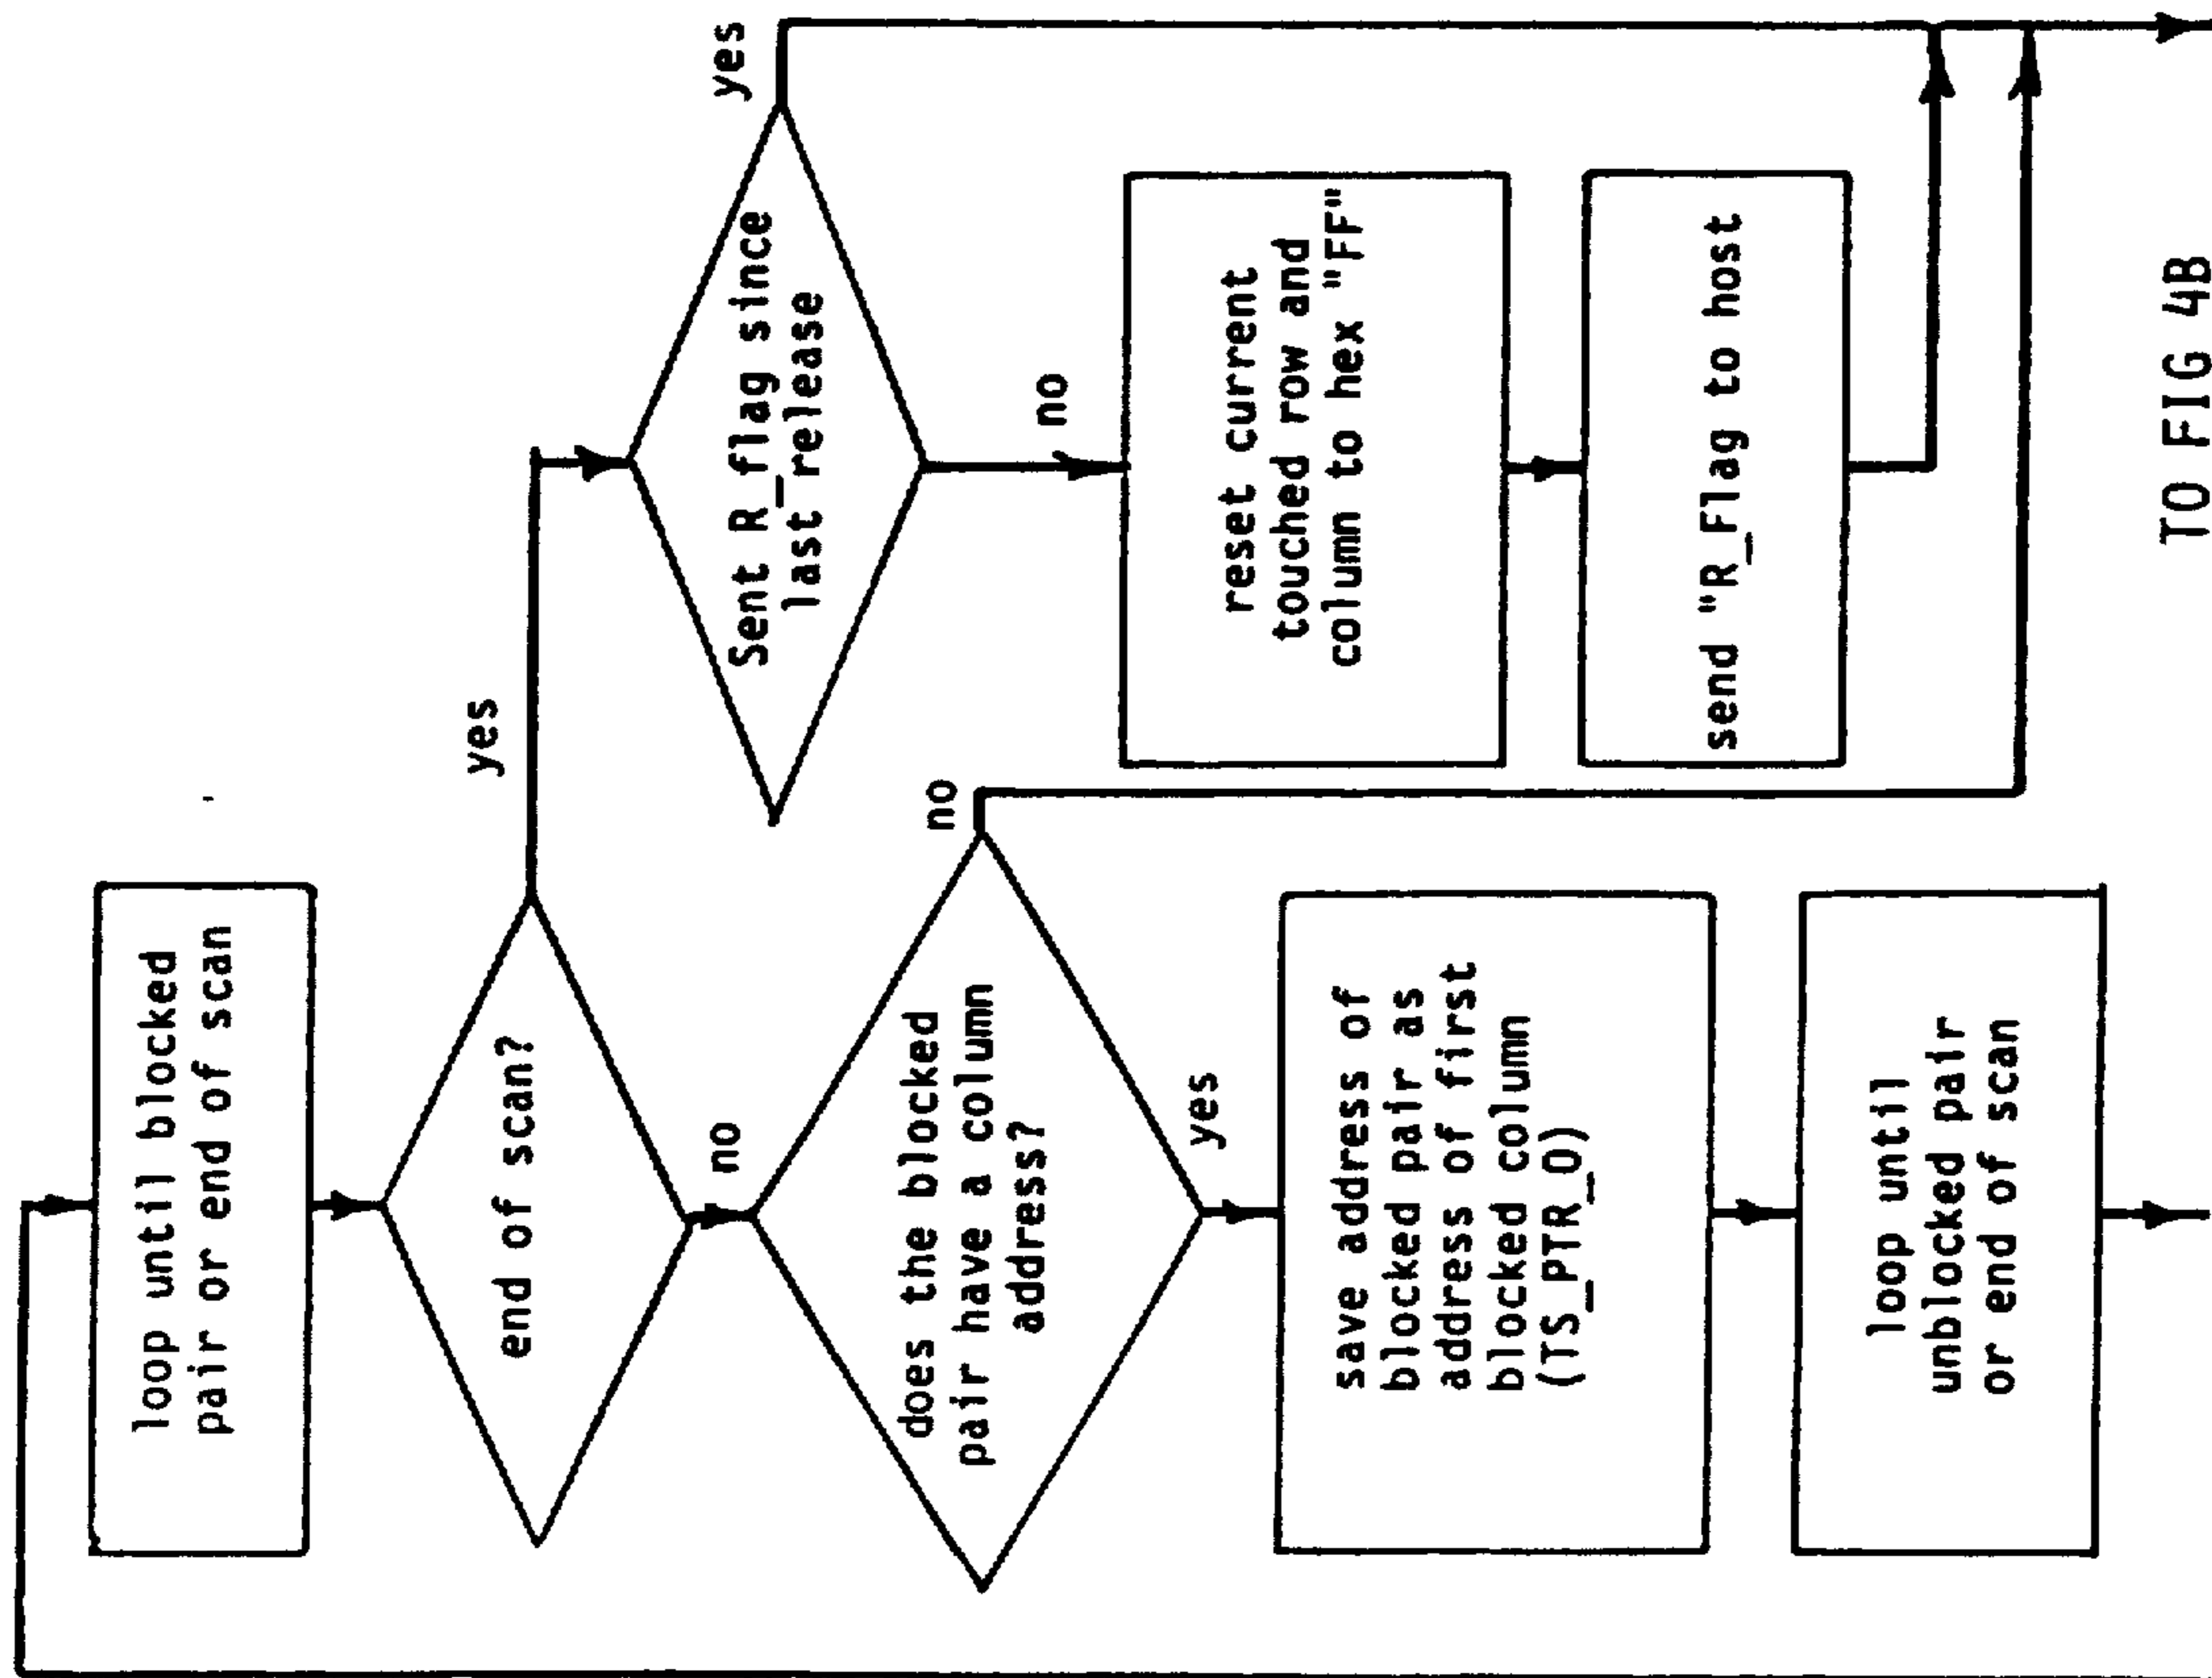 loop until blocked
pair or end of scan
end of scan?
yes
no
Sent R_flag since
last release
yes
no
does the blocked
pair have a column
address?
no
yes
reset current
touched row and
column to hex "FF"
send "R_Flag to host
save address of
blocked pair as
address of first
blocked column
(TS_PTR_0)
loop until
unblocked pair
or end of scan
TO FIG 4B